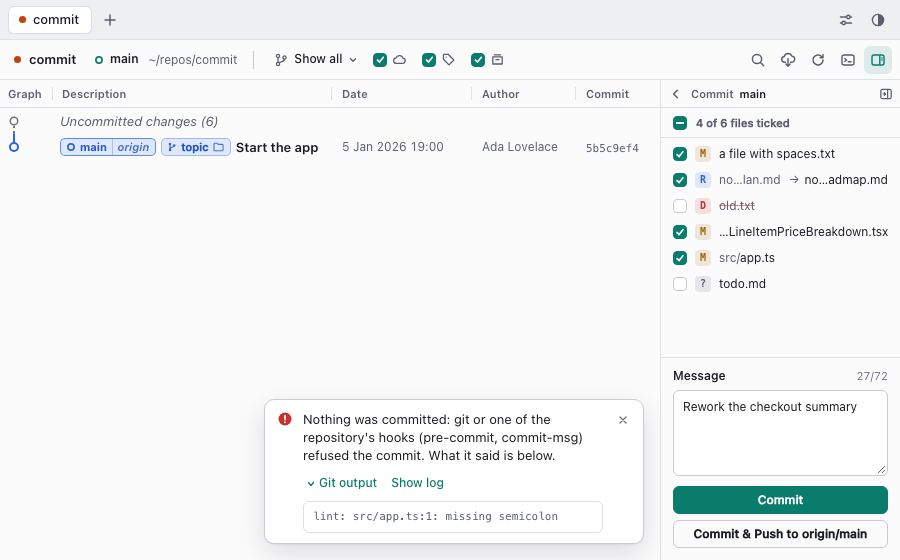 commit
commit main ~/repos/commit Show all
Graph Description Date Author Commit
Uncommitted changes (6)
main origin topic Start the app 5 Jan 2026 19:00 Ada Lovelace 5b5c9ef4
Commit main
4 of 6 files ticked
M a file with spaces.txt
R no...lan.md → no...admap.md
D old.txt
M ...LineItemPriceBreakdown.tsx
M src/app.ts
? todo.md
Message 27/72
Rework the checkout summary
Commit
Commit & Push to origin/main
Nothing was committed: git or one of the
repository's hooks (pre-commit, commit-msg)
refused the commit. What it said is below.
Git output Show log
lint: src/app.ts:1: missing semicolon